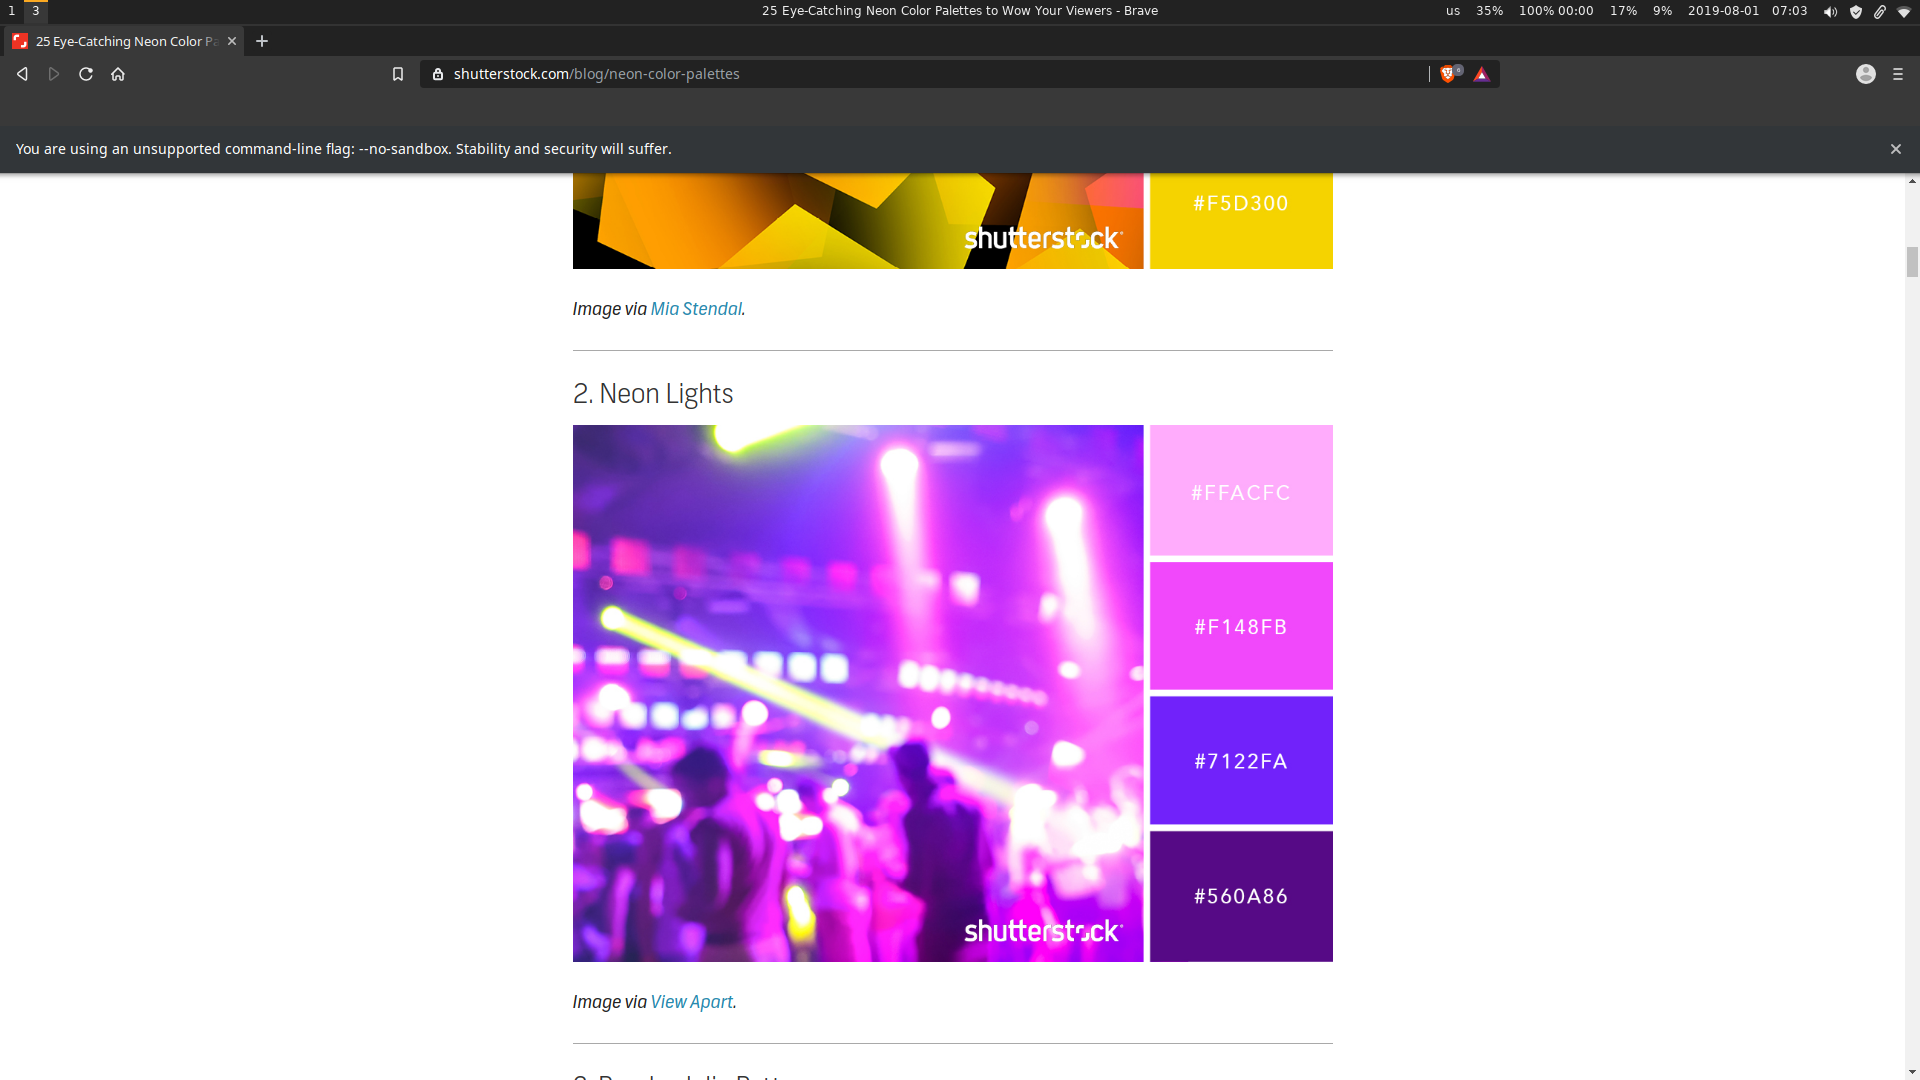 1 3 25 Eye-Catching Neon Color Palettes to Wow Your Viewers - Brave us 35% 100% 00:00 17% 9% 2019-08-01 07:03
25 Eye-Catching Neon Color Pa
shutterstock.com/blog/neon-color-palettes
You are using an unsupported command-line flag: --no-sandbox. Stability and security will suffer.
#F5D300
shutterstock
Image via Mia Stendal.
2. Neon Lights
#FFACFC
#F148FB
#7122FA
#560A86
shutterstock
Image via View Apart.